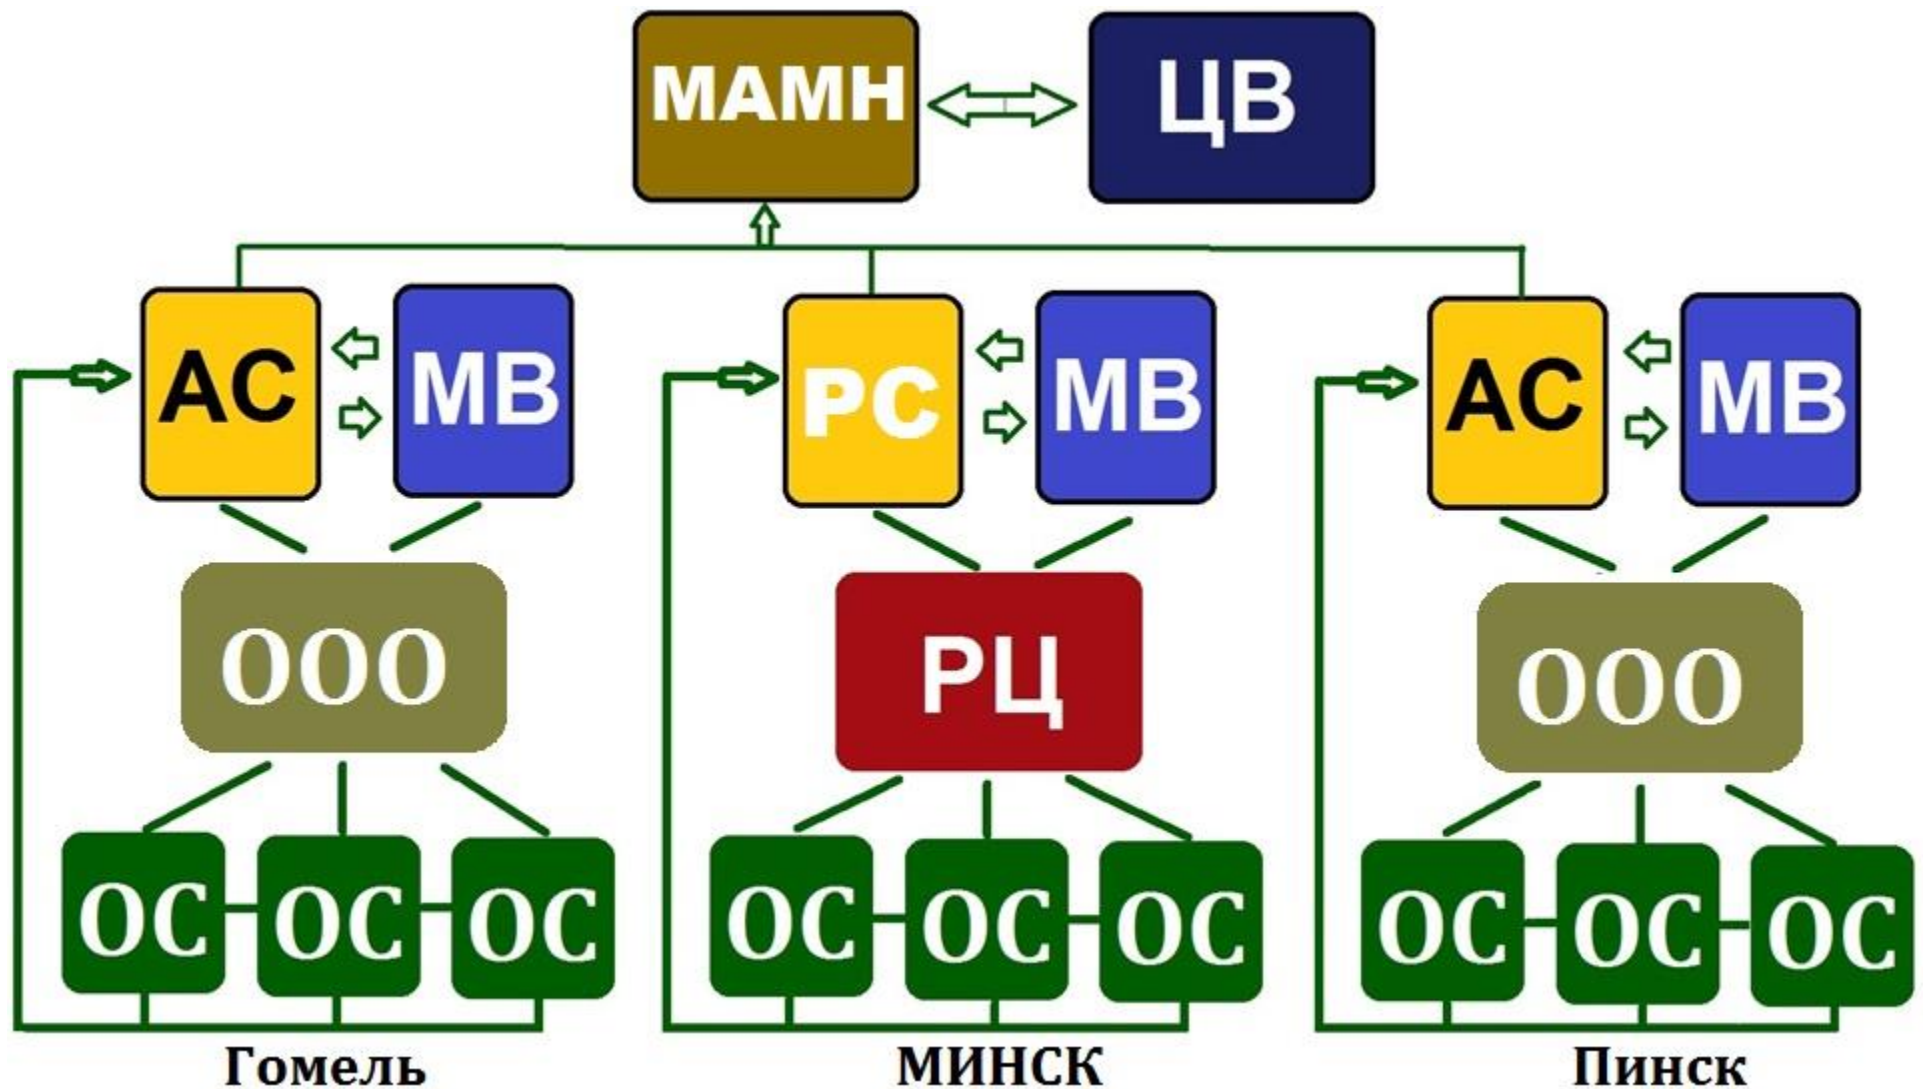 МАМН ЦВ
АС МВ РС МВ АС МВ
ООО РЦ ООО
ОС ОС ОС ОС ОС ОС ОС ОС ОС
Гомель МИНСК Пинск